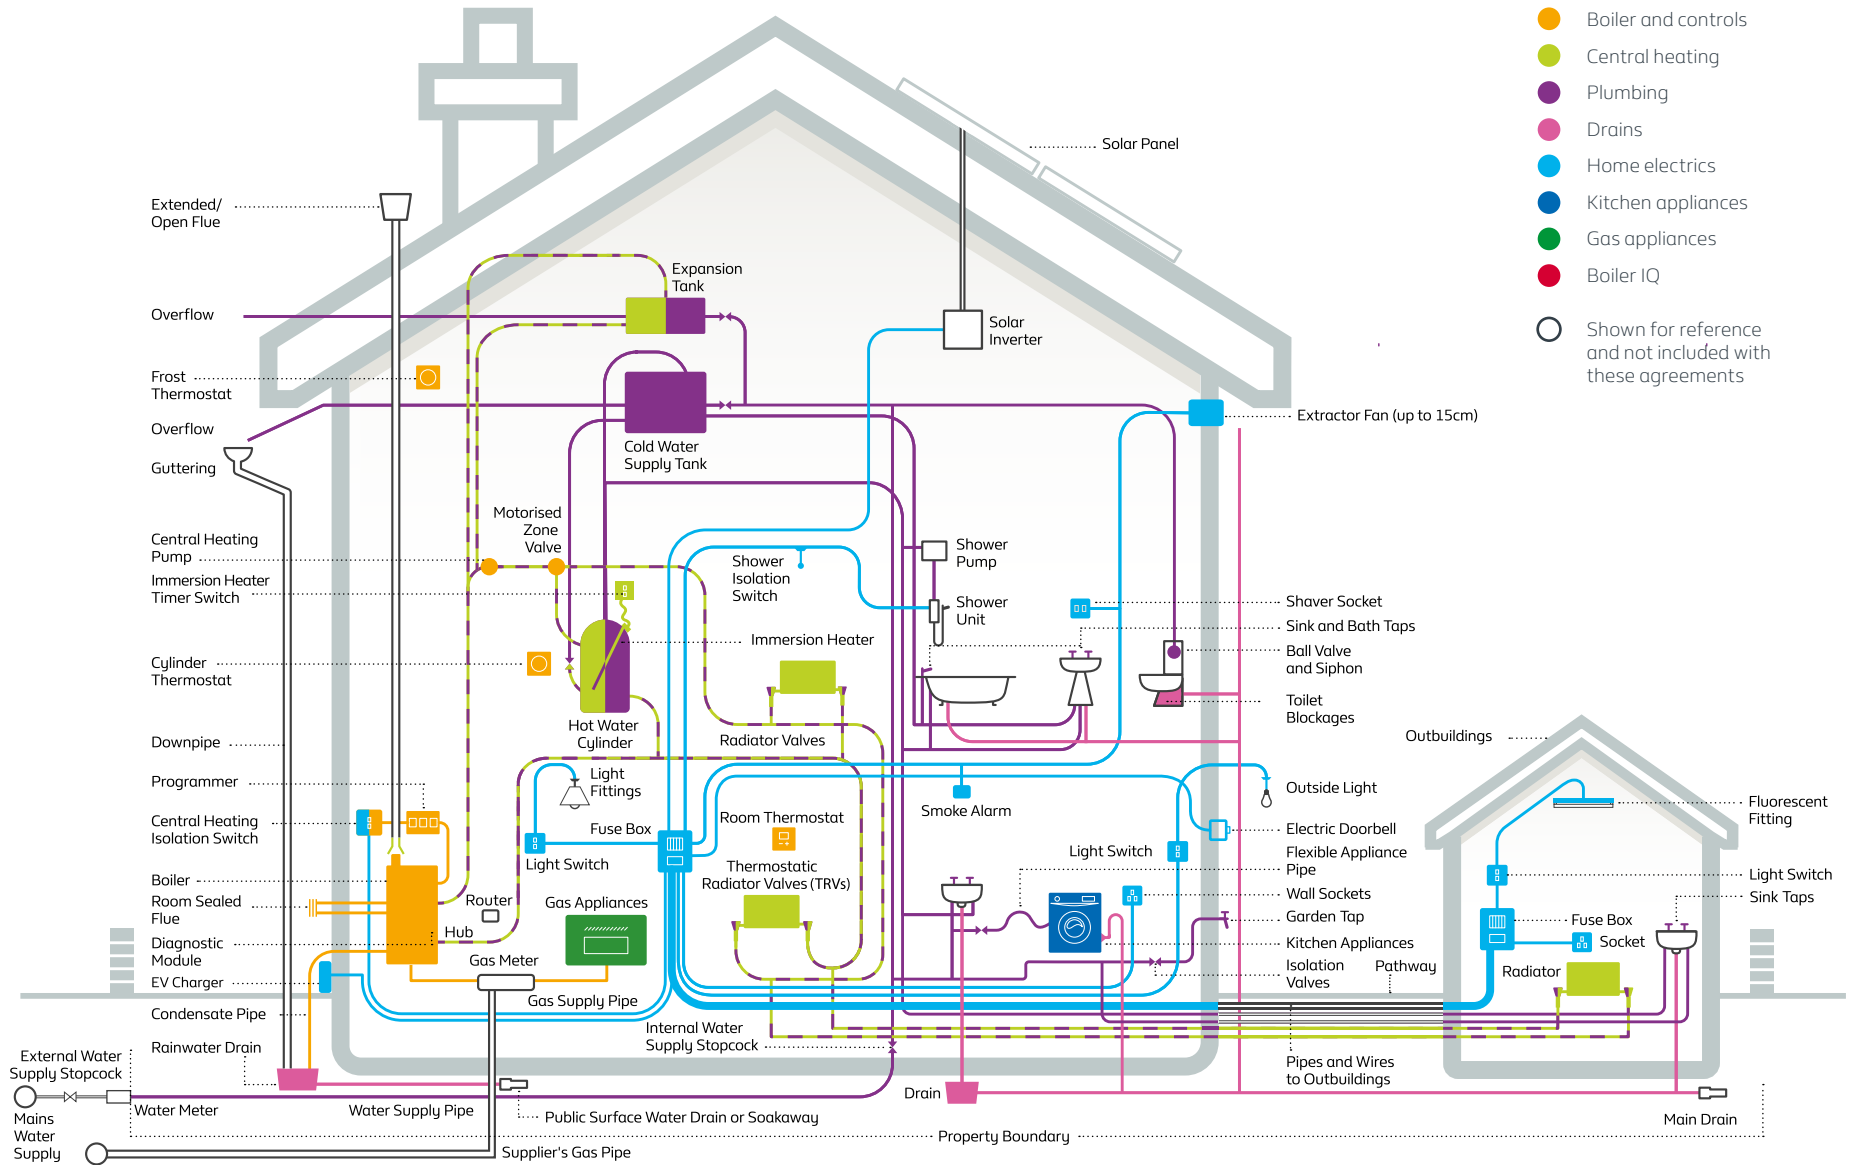 Boiler and controls
Central heating
Plumbing
Drains
Home electrics
Kitchen appliances
Gas appliances
Boiler IQ
Shown for reference
and not included with
these agreements
Solar Panel
Extended/
Open Flue
Expansion
Tank
Overflow
Solar
Inverter
Frost
Thermostat
Extractor Fan (up to 15cm)
Overflow
Cold Water
Supply Tank
Guttering
Motorised
Zone
Valve
Central Heating
Pump
Immersion Heater
Timer Switch
Shower
Isolation
Switch
Shower
Pump
Shower
Unit
Shaver Socket
Sink and Bath Taps
Immersion Heater
Ball Valve
and Siphon
Cylinder
Thermostat
Toilet
Blockages
Hot Water
Cylinder
Radiator Valves
Downpipe
Outbuildings
Programmer
Light
Fittings
Outside Light
Smoke Alarm
Fluorescent
Fitting
Central Heating
Isolation Switch
Fuse Box
Room Thermostat
Electric Doorbell
Light Switch
Light Switch
Flexible Appliance
Pipe
Thermostatic
Radiator Valves (TRVs)
Boiler
Light Switch
Wall Sockets
Sink Taps
Room Sealed
Flue
Router
Gas Appliances
Garden Tap
Fuse Box
Hub
Diagnostic
Module
Kitchen Appliances
Socket
Gas Meter
Isolation
Valves
Pathway
Radiator
EV Charger
Gas Supply Pipe
Condensate Pipe
Internal Water
Supply Stopcock
Rainwater Drain
External Water
Supply Stopcock
Pipes and Wires
to Outbuildings
Drain
Water Meter
Water Supply Pipe
Public Surface Water Drain or Soakaway
Main Drain
Mains
Water
Supply
Property Boundary
Supplier's Gas Pipe